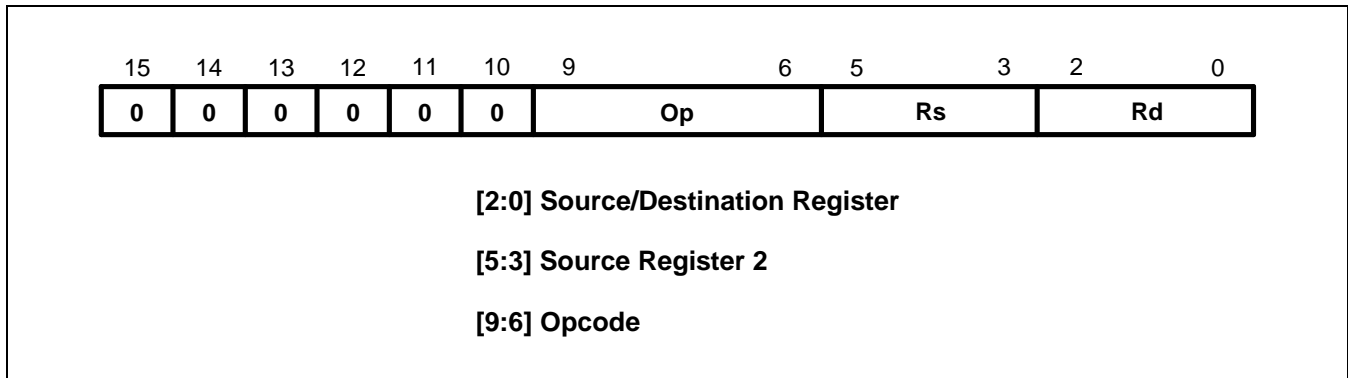 15 14 13 12 11 10 9 6 5 3 2 0
0 0 0 0 0 0 Op Rs Rd
[2:0] Source/Destination Register
[5:3] Source Register 2
[9:6] Opcode